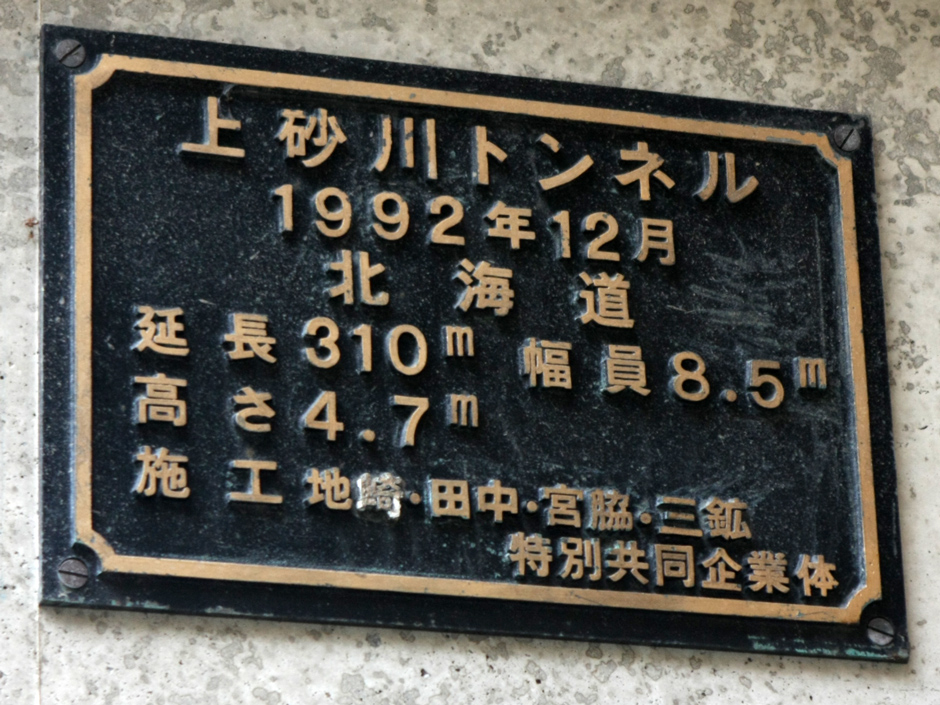 上砂川トンネル
1992年12月
北海道
延長310m 幅員8.5m
高さ4.7m
施工 地崎・田中・宮脇・三鉱
特別共同企業体